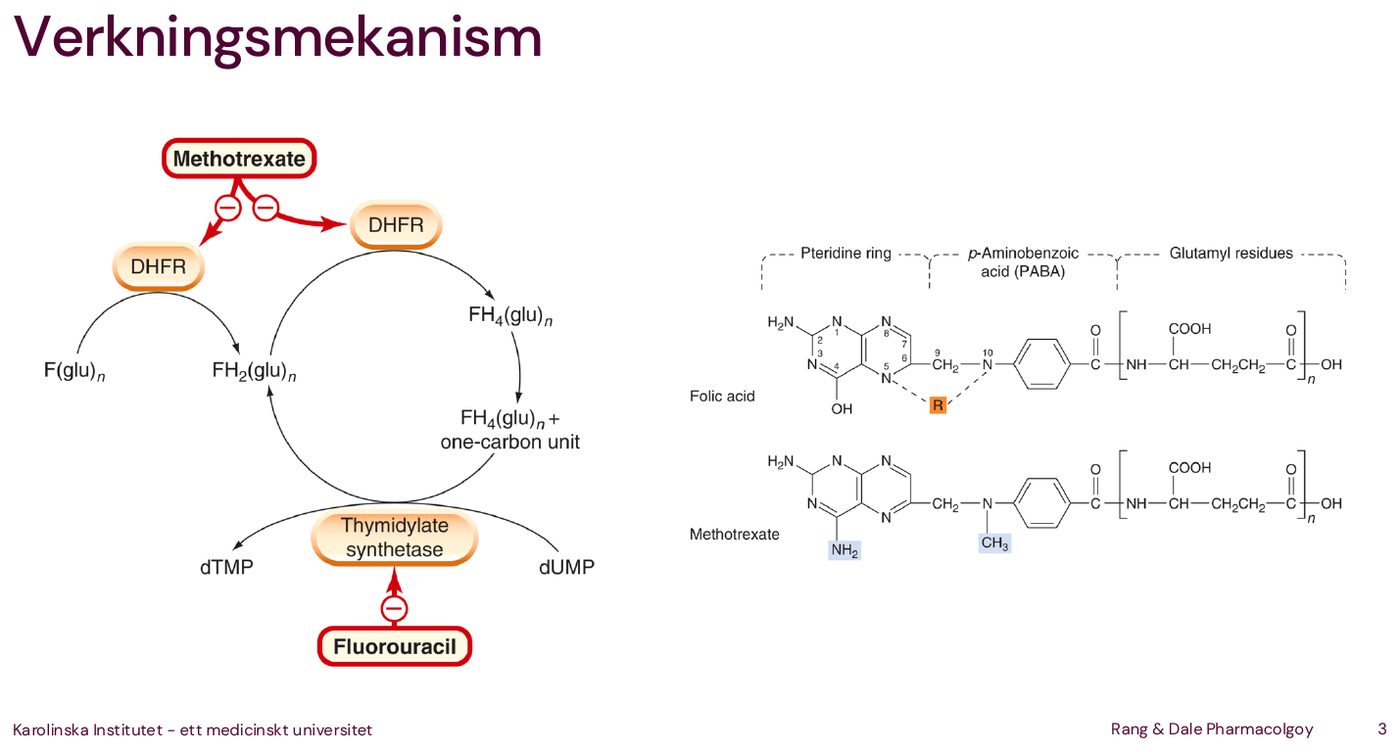 Verkningsmekanism
Methotrexate
−
−
DHFR
DHFR
F(glu)n
FH2(glu)n
FH4(glu)n
FH4(glu)n +
one-carbon unit
Thymidylate
synthetase
dTMP
dUMP
−
Fluorouracil
Pteridine ring
p-Aminobenzoic
acid (PABA)
Glutamyl residues
Folic acid
H2N
N
1
2
3
N
4
OH
N
8
7
6
5
N
9
CH2
10
N
R
O
C
NH
COOH
CH
CH2CH2
O
C
n
OH
Methotrexate
H2N
N
N
NH2
N
N
CH2
N
CH3
O
C
NH
COOH
CH
CH2CH2
O
C
n
OH
Karolinska Institutet - ett medicinskt universitet
Rang & Dale Pharmacolgoy
3